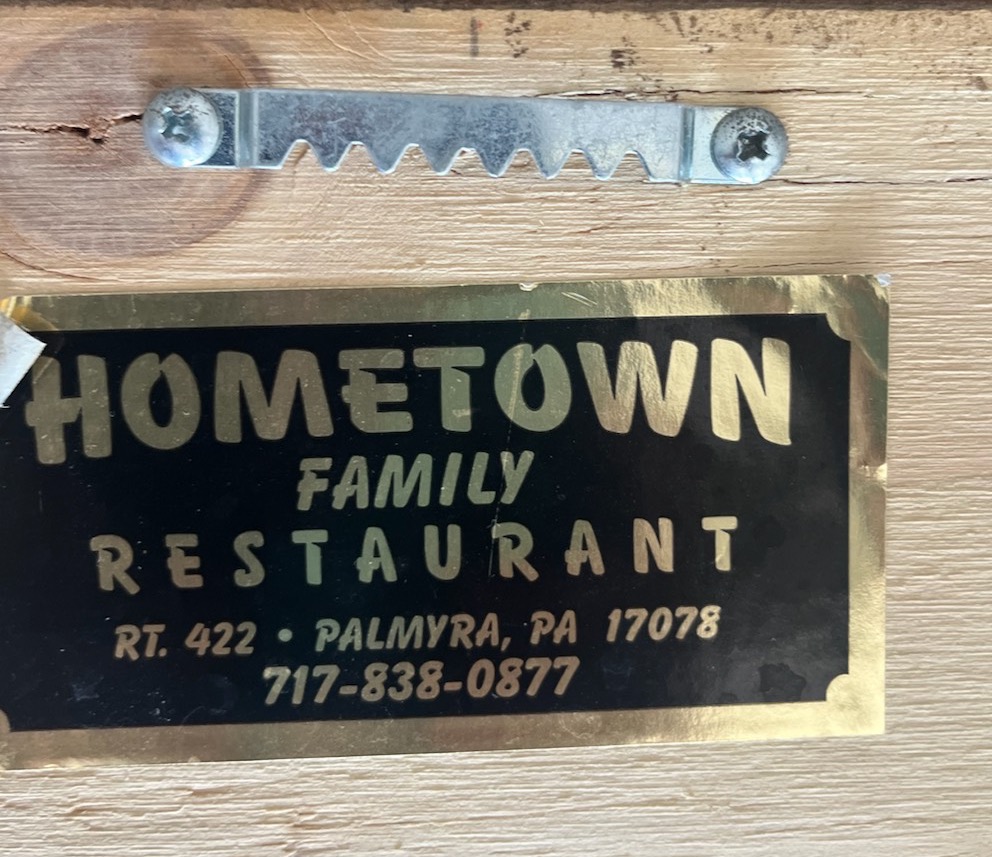 HOMETOWN
FAMILY
RESTAURANT
RT. 422 • PALMYRA, PA 17078
717-838-0877